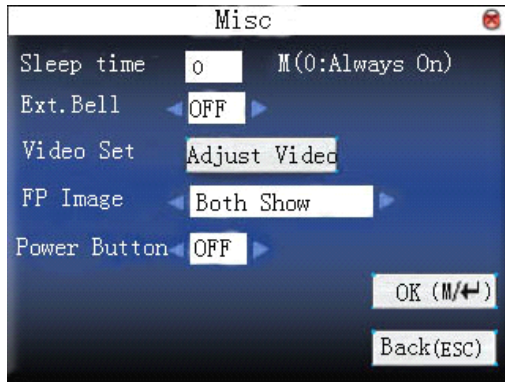 Misc
Sleep time 0 M(0:Always On)
Ext.Bell OFF
Video Set Adjust Video
FP Image Both Show
Power Button OFF
OK (M/↵)
Back(ESC)